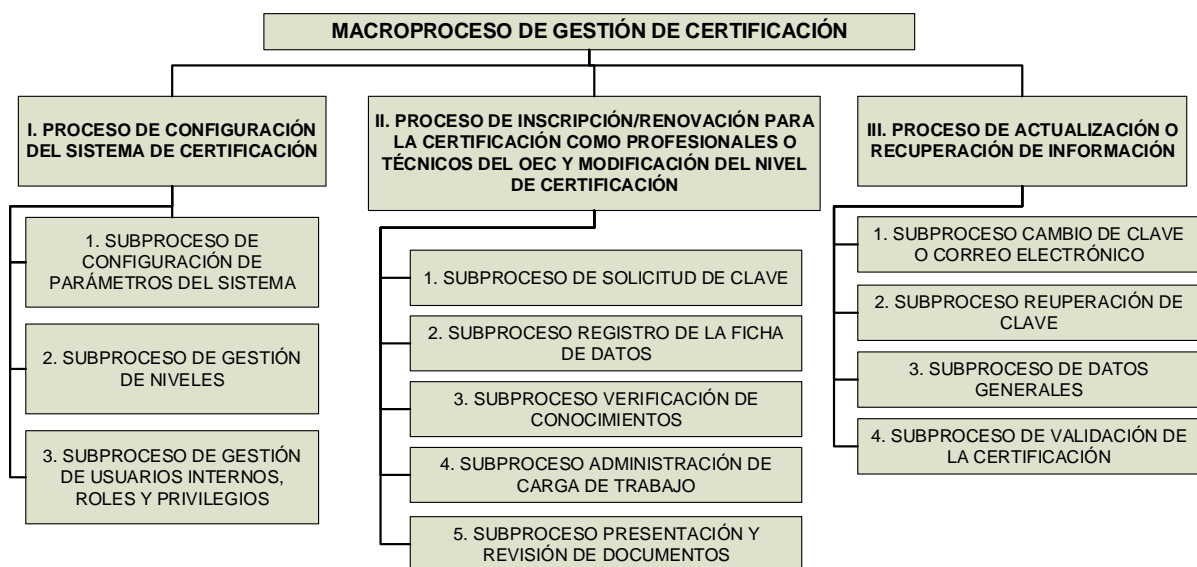 MACROPROCESO DE GESTIÓN DE CERTIFICACIÓN
I. PROCESO DE CONFIGURACIÓN
DEL SISTEMA DE CERTIFICACIÓN
1. SUBPROCESO DE
CONFIGURACIÓN DE
PARÁMETROS DEL SISTEMA
2. SUBPROCESO DE GESTIÓN
DE NIVELES
3. SUBPROCESO DE GESTIÓN
DE USUARIOS INTERNOS,
ROLES Y PRIVILEGIOS
II. PROCESO DE INSCRIPCIÓN/RENOVACIÓN PARA
LA CERTIFICACIÓN COMO PROFESIONALES O
TÉCNICOS DEL OEC Y MODIFICACIÓN DEL NIVEL
DE CERTIFICACIÓN
1. SUBPROCESO DE SOLICITUD DE CLAVE
2. SUBPROCESO REGISTRO DE LA FICHA
DE DATOS
3. SUBPROCESO VERIFICACIÓN DE
CONOCIMIENTOS
4. SUBPROCESO ADMINISTRACIÓN DE
CARGA DE TRABAJO
5. SUBPROCESO PRESENTACIÓN Y
REVISIÓN DE DOCUMENTOS
III. PROCESO DE ACTUALIZACIÓN O
RECUPERACIÓN DE INFORMACIÓN
1. SUBPROCESO CAMBIO DE CLAVE
O CORREO ELECTRÓNICO
2. SUBPROCESO REUPERACIÓN DE
CLAVE
3. SUBPROCESO DE DATOS
GENERALES
4. SUBPROCESO DE VALIDACIÓN DE
LA CERTIFICACIÓN